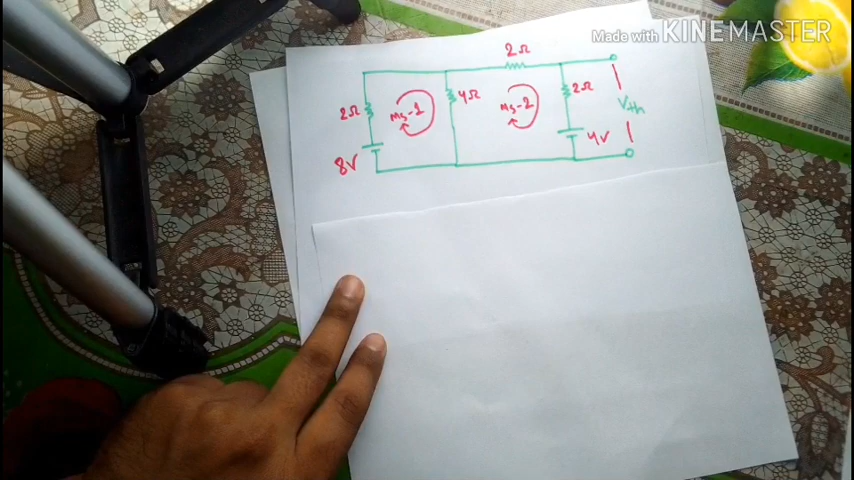 Made with KINEMASTER
2Ω
2Ω
4Ω
2Ω
Ms-1
Ms-2
Vth
4V
8V